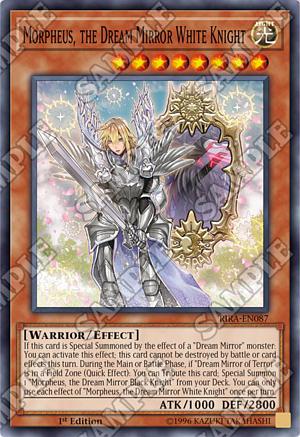 MORPHEUS, THE DREAM MIRROR WHITE KNIGHT
LIGHT
光
SAMPLE
RIRA-EN087
[WARRIOR/EFFECT]
If this card is Special Summoned by the effect of a "Dream Mirror" monster:
You can activate this effect; this card cannot be destroyed by battle or card
effects this turn. During the Main or Battle Phase, if "Dream Mirror of Terror"
is in a Field Zone (Quick Effect): You can Tribute this card; Special Summon
1 "Morpheus, the Dream Mirror Black Knight" from your Deck. You can only
use each effect of "Morpheus, the Dream Mirror White Knight" once per turn.
ATK/1000 DEF/2800
1st Edition
©1996 KAZUKI TAKAHASHI